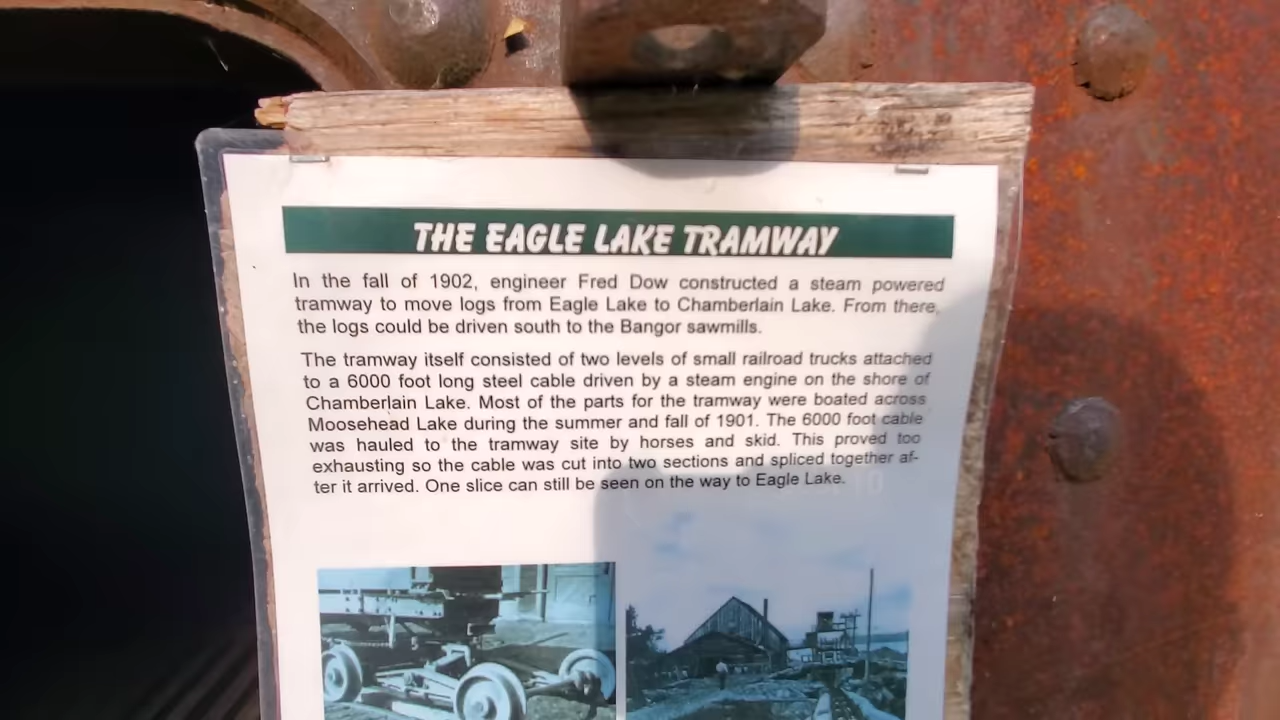 THE EAGLE LAKE TRAMWAY
In the fall of 1902, engineer Fred Dow constructed a steam powered
tramway to move logs from Eagle Lake to Chamberlain Lake. From there,
the logs could be driven south to the Bangor sawmills.
The tramway itself consisted of two levels of small railroad trucks attached
to a 6000 foot long steel cable driven by a steam engine on the shore of
Chamberlain Lake. Most of the parts for the tramway were boated across
Moosehead Lake during the summer and fall of 1901. The 6000 foot cable
was hauled to the tramway site by horses and skid. This proved too
exhausting so the cable was cut into two sections and spliced together af-
ter it arrived. One slice can still be seen on the way to Eagle Lake.